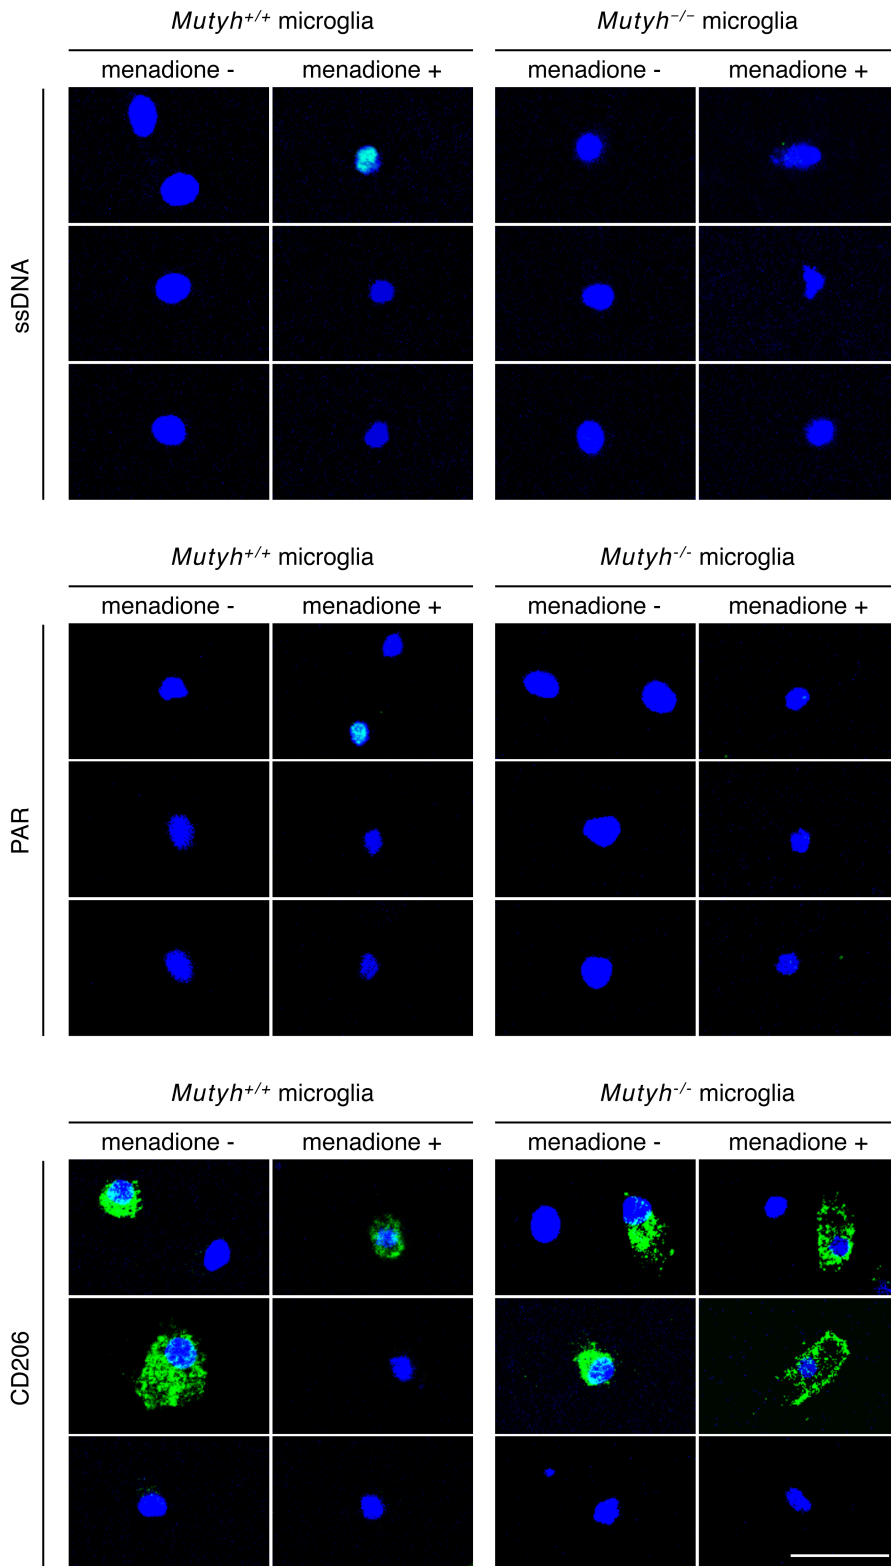 Mutyh+/+ microglia
Mutyh−/− microglia
menadione -
menadione +
menadione -
menadione +
ssDNA
Mutyh+/+ microglia
Mutyh-/- microglia
menadione -
menadione +
menadione -
menadione +
PAR
Mutyh+/+ microglia
Mutyh-/- microglia
menadione -
menadione +
menadione -
menadione +
CD206